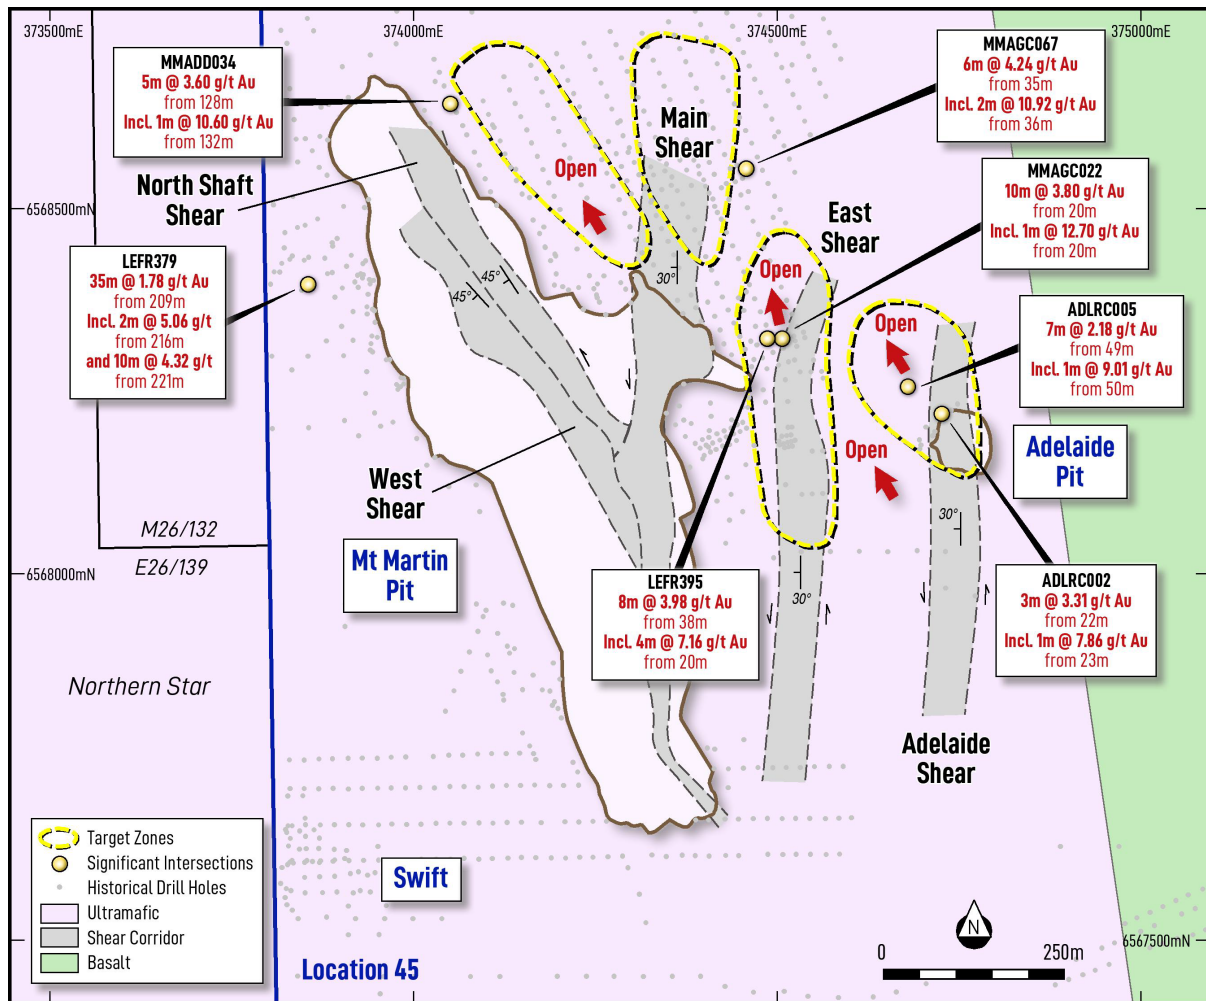 373500mE
374000mE
374500mE
375000mE
MMADD034
5m @ 3.60 g/t Au
from 128m
Incl. 1m @ 10.60 g/t Au
from 132m
MMAGC067
6m @ 4.24 g/t Au
from 35m
Incl. 2m @ 10.92 g/t Au
from 36m
Main
Shear
Open
North Shaft
Shear
6568500mN
MMAGC022
10m @ 3.80 g/t Au
from 20m
Incl. 1m @ 12.70 g/t Au
from 20m
East
Shear
Open
LEFR379
35m @ 1.78 g/t Au
from 209m
Incl. 2m @ 5.06 g/t
from 216m
and 10m @ 4.32 g/t
from 221m
45°
45°
30°
Open
ADLRC005
7m @ 2.18 g/t Au
from 49m
Incl. 1m @ 9.01 g/t Au
from 50m
Open
Adelaide
Pit
West
Shear
M26/132
E26/139
Mt Martin
Pit
30°
6568000mN
LEFR395
8m @ 3.98 g/t Au
from 38m
Incl. 4m @ 7.16 g/t Au
from 20m
30°
ADLRC002
3m @ 3.31 g/t Au
from 22m
Incl. 1m @ 7.86 g/t Au
from 23m
Northern Star
Adelaide
Shear
Target Zones
Significant Intersections
Historical Drill Holes
Ultramafic
Shear Corridor
Basalt
Swift
Location 45
N
0
250m
6567500mN